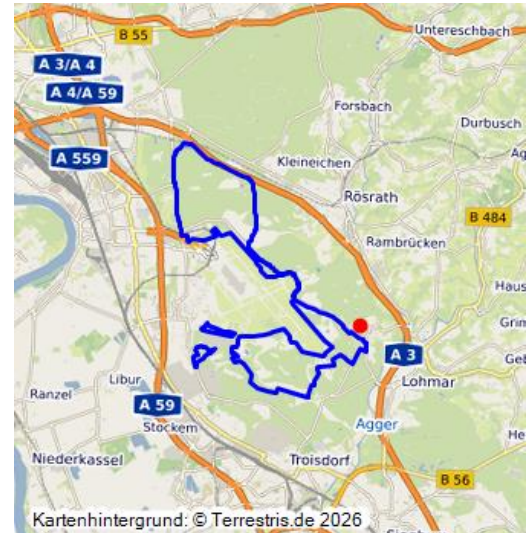 Untereschbach
B 55
A 3/A 4
A 4/A 59
Forsbach
Durbusch
A 559
Kleineichen
Ag
Rösrath
B 484
Rambrücken
Haus
Grim
A 3
Geb
Libur
Ranzel
A 59
Lohmar
Stockem
Agger
He
Niederkassel
Troisdorf
B 56
Kartenhintergrund: © Terrestris.de 2026